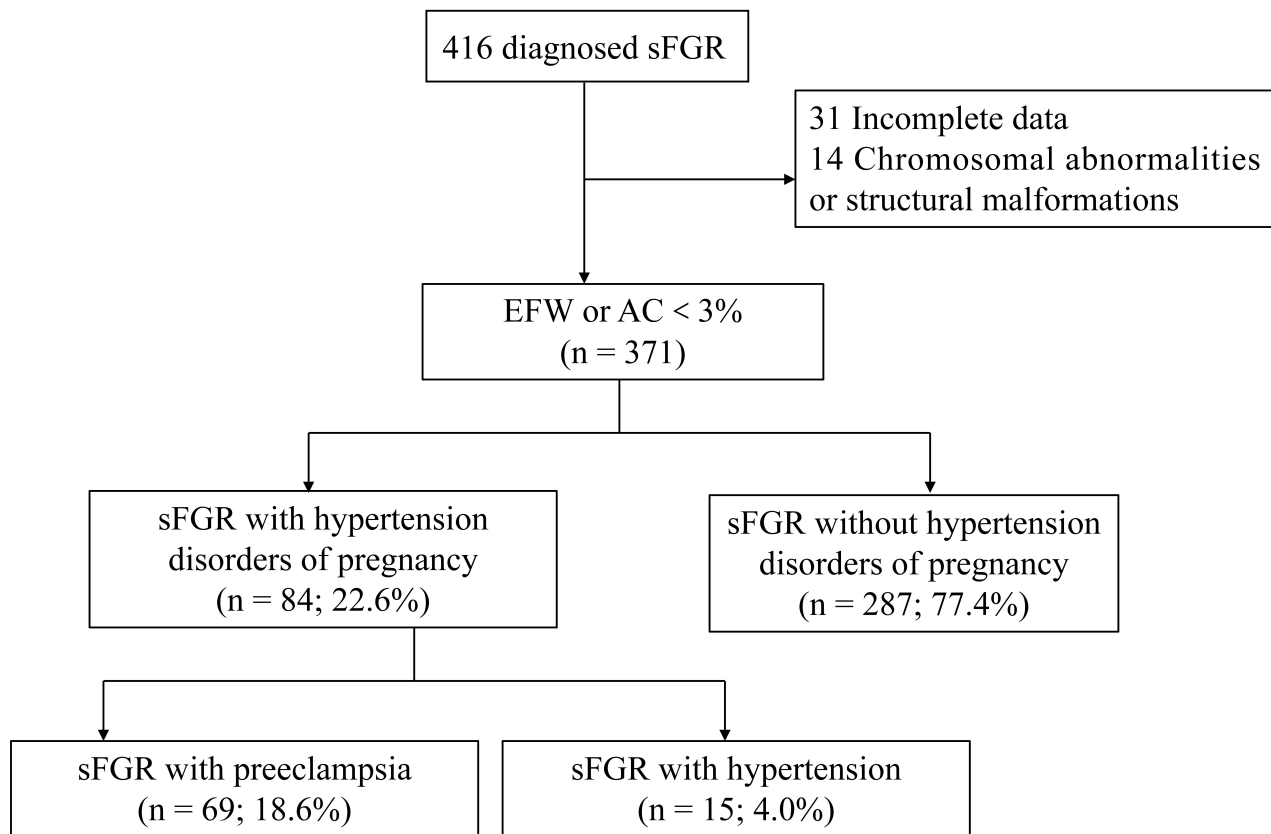 416 diagnosed sFGR
31 Incomplete data
14 Chromosomal abnormalities
or structural malformations
EFW or AC < 3%
(n = 371)
sFGR with hypertension
disorders of pregnancy
(n = 84; 22.6%)
sFGR without hypertension
disorders of pregnancy
(n = 287; 77.4%)
sFGR with preeclampsia
(n = 69; 18.6%)
sFGR with hypertension
(n = 15; 4.0%)